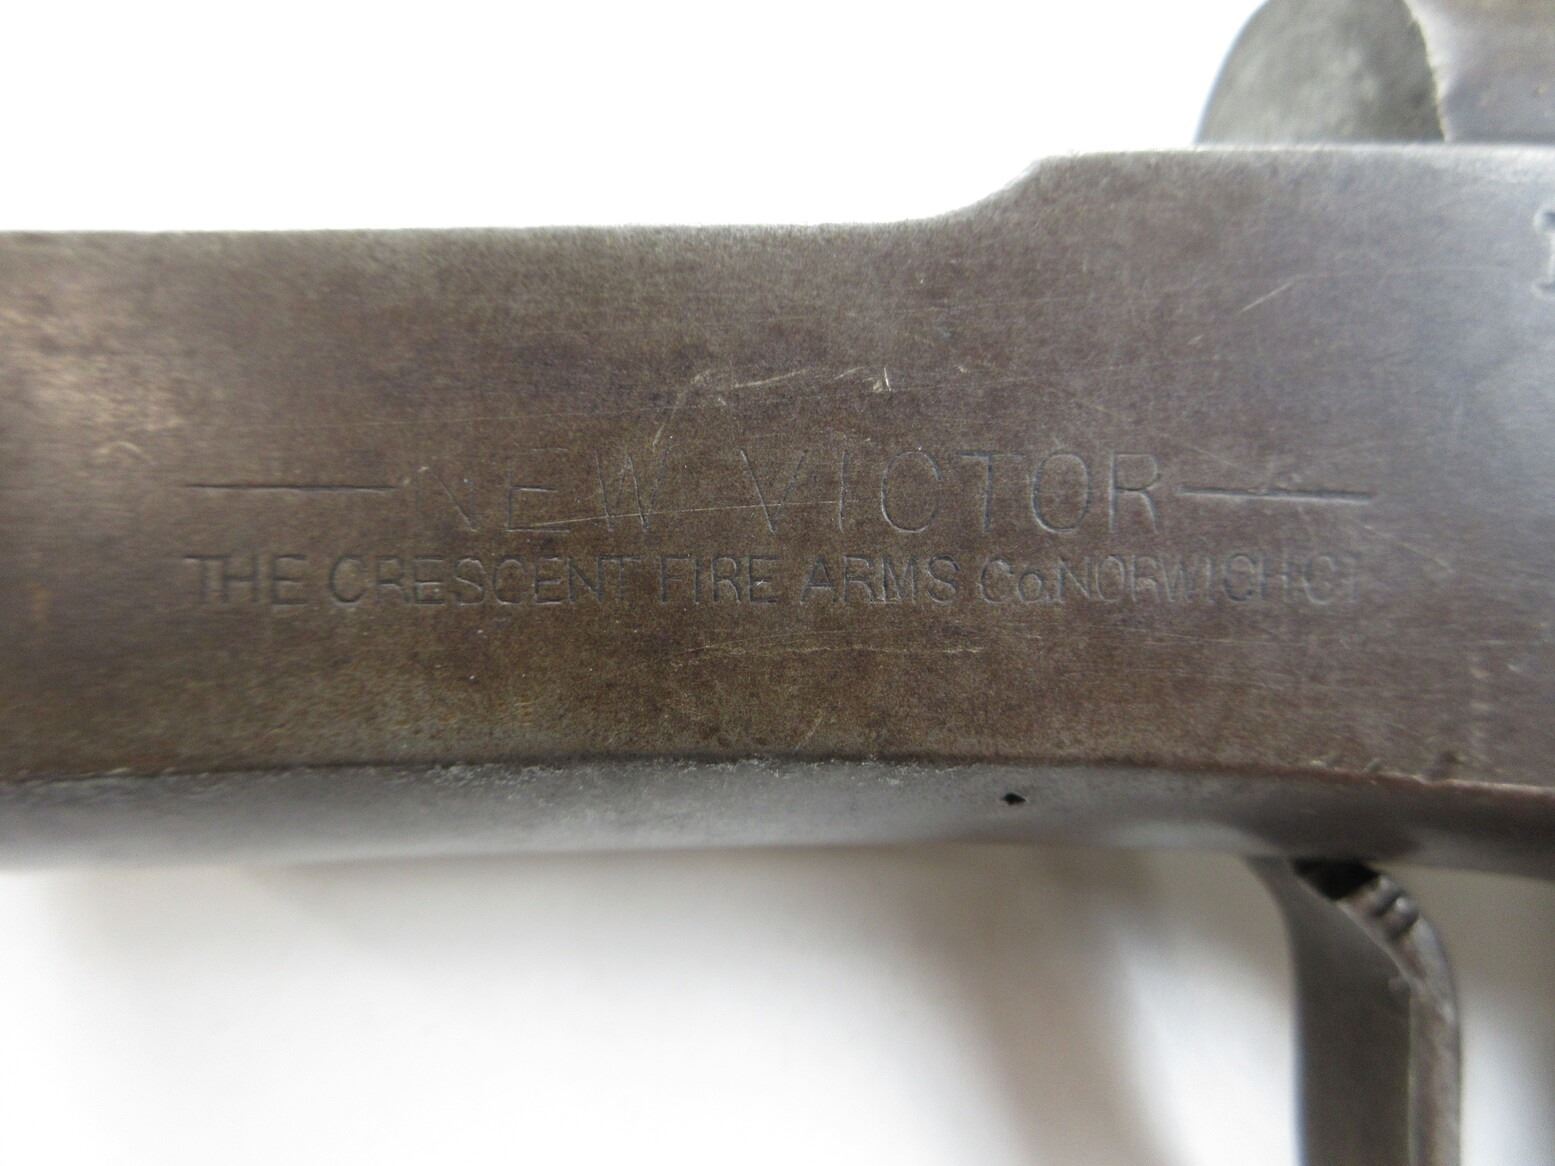 NEW VICTOR
THE CRESCENT FIRE ARMS Co. NORWICH CT